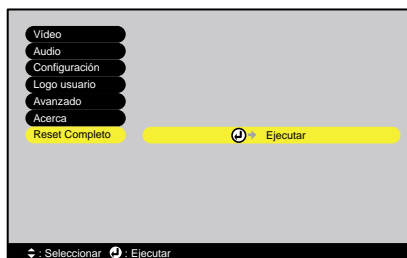 Vídeo
Audio
Configuración
Logo usuario
Avanzado
Acerca
Reset Completo Ejecutar
: Seleccionar : Ejecutar